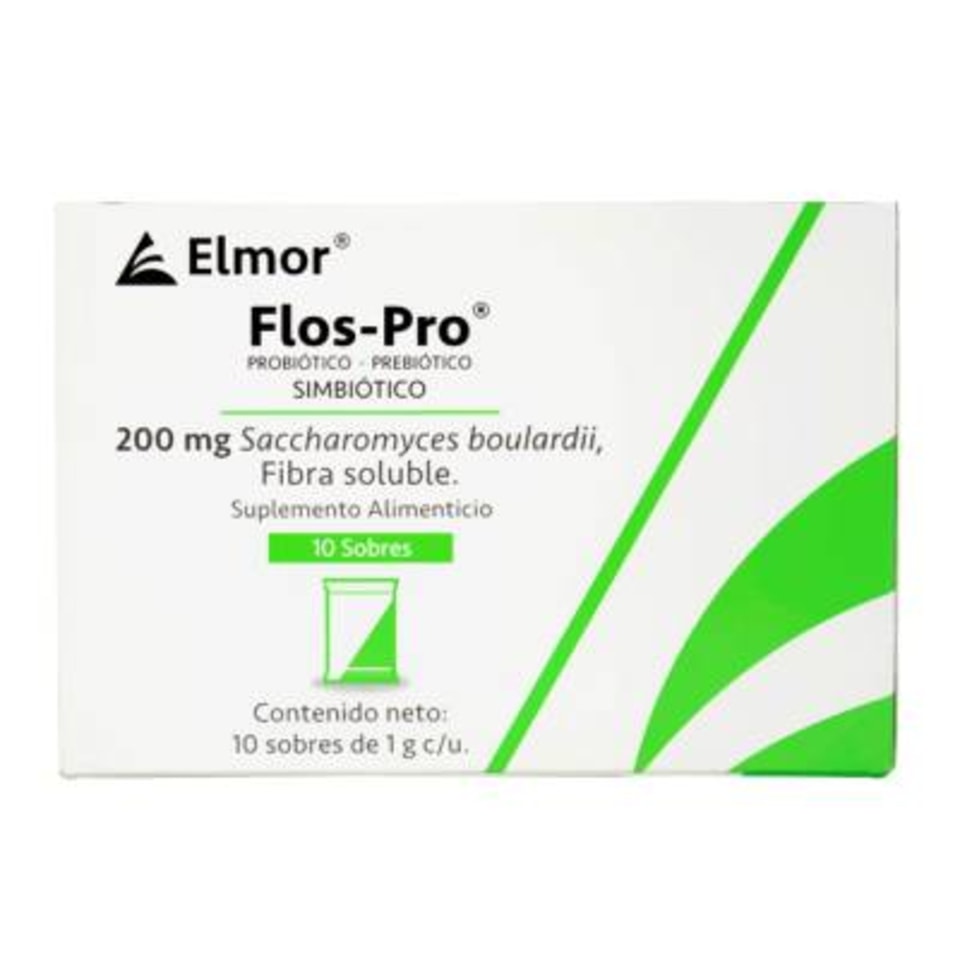 Elmor®
Flos-Pro®
PROBIÓTICO - PREBIÓTICO
SIMBIÓTICO
200 mg Saccharomyces boulardii,
Fibra soluble.
Suplemento Alimenticio
10 Sobres
Contenido neto:
10 sobres de 1 g c/u.